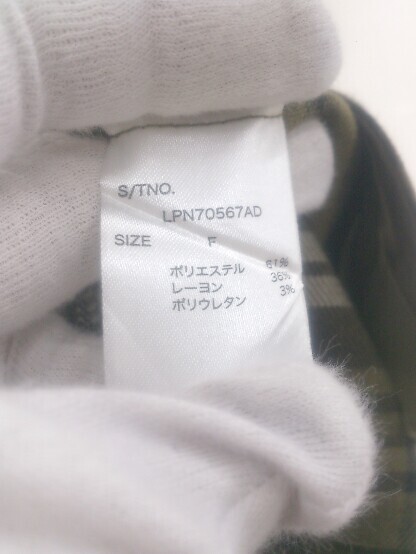 S/TNO.
LPN70567AD
SIZE F
ポリエステル 61%
レーヨン 36%
ポリウレタン 3%